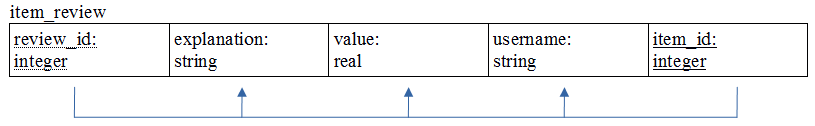 item_review
review_id: explanation: value: username: item_id:
integer string real string integer